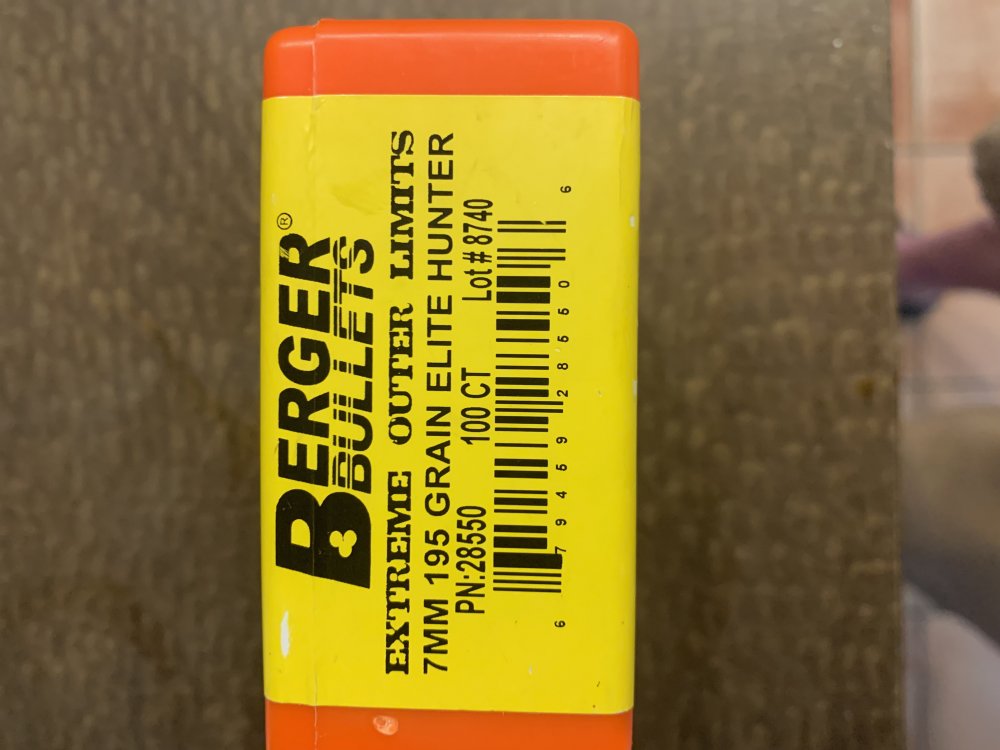 BERGER®
BULLETS
EXTREME OUTER LIMITS
7MM 195 GRAIN ELITE HUNTER
PN:28550 100 CT Lot# 8740
6 79459 28550 6